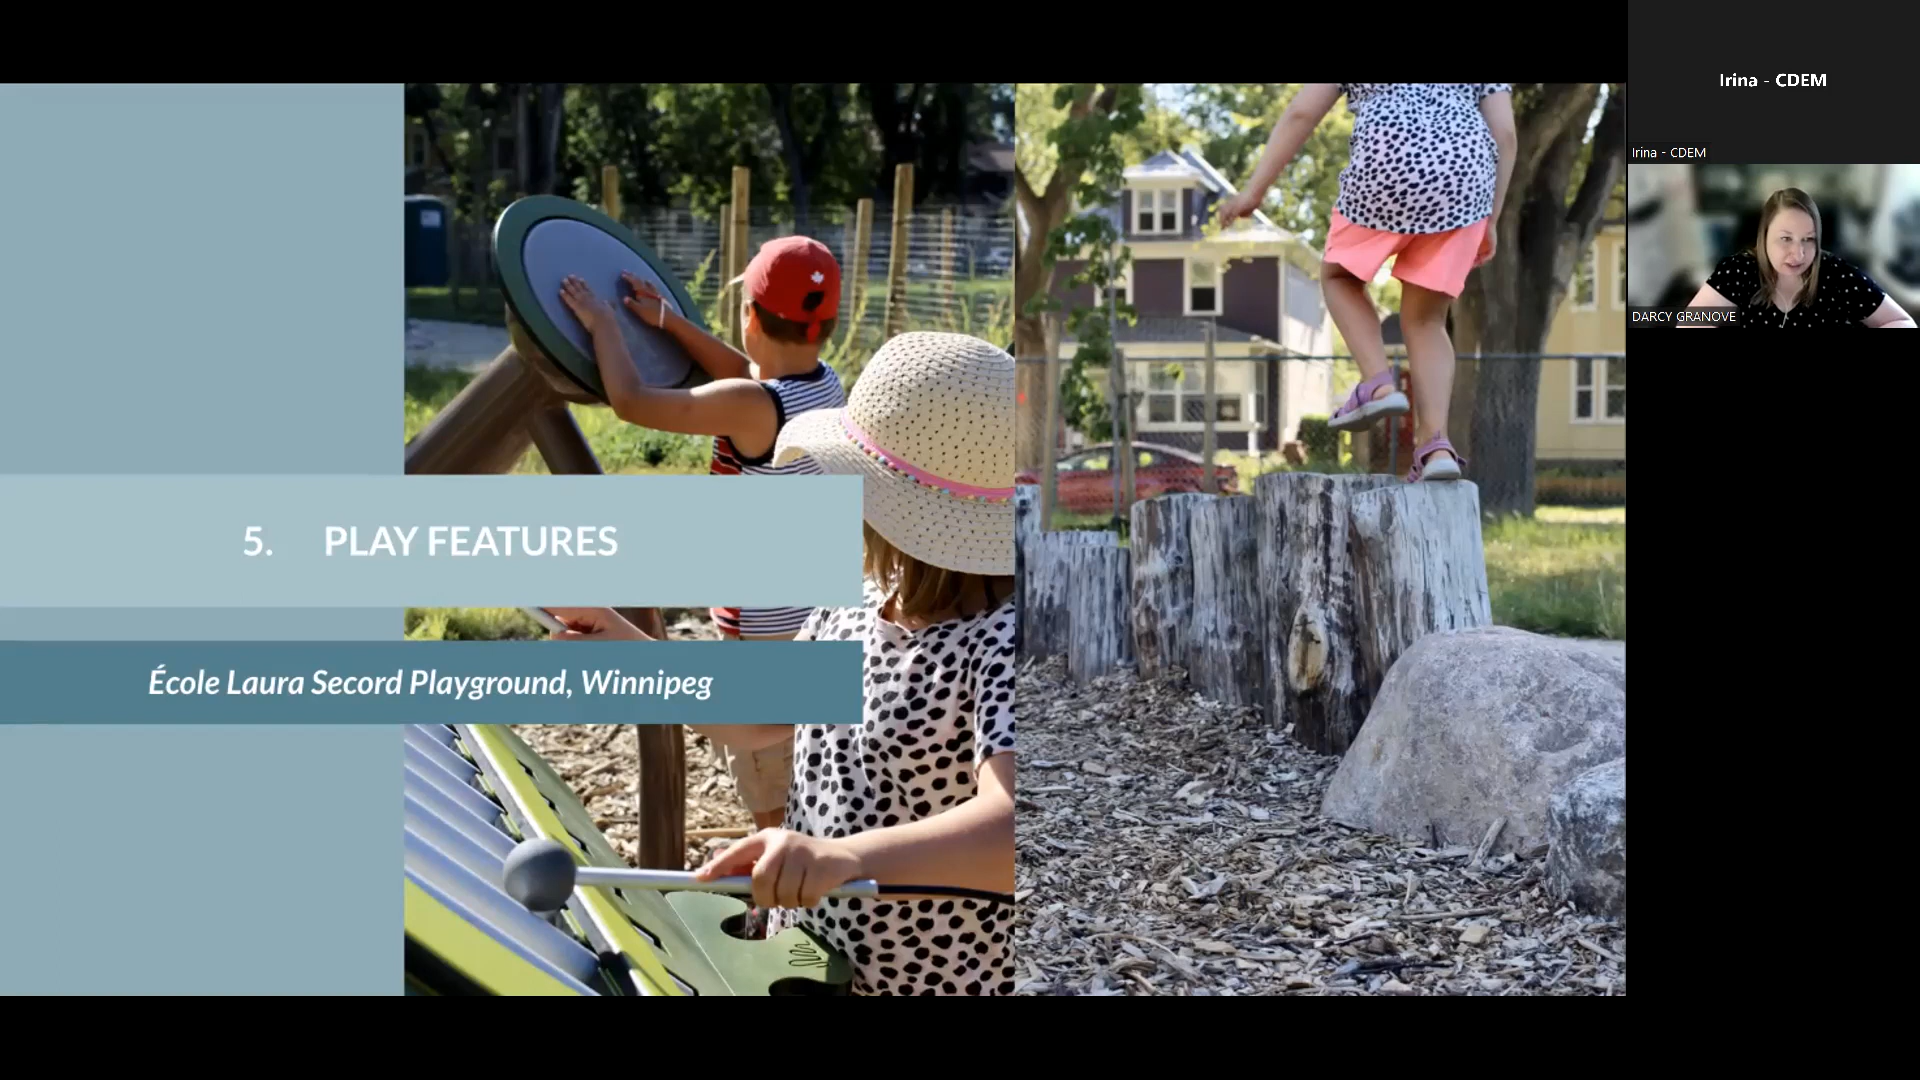 5. PLAY FEATURES
École Laura Secord Playground, Winnipeg
Irina - CDEM
Irina - CDEM
DARCY GRANOVE